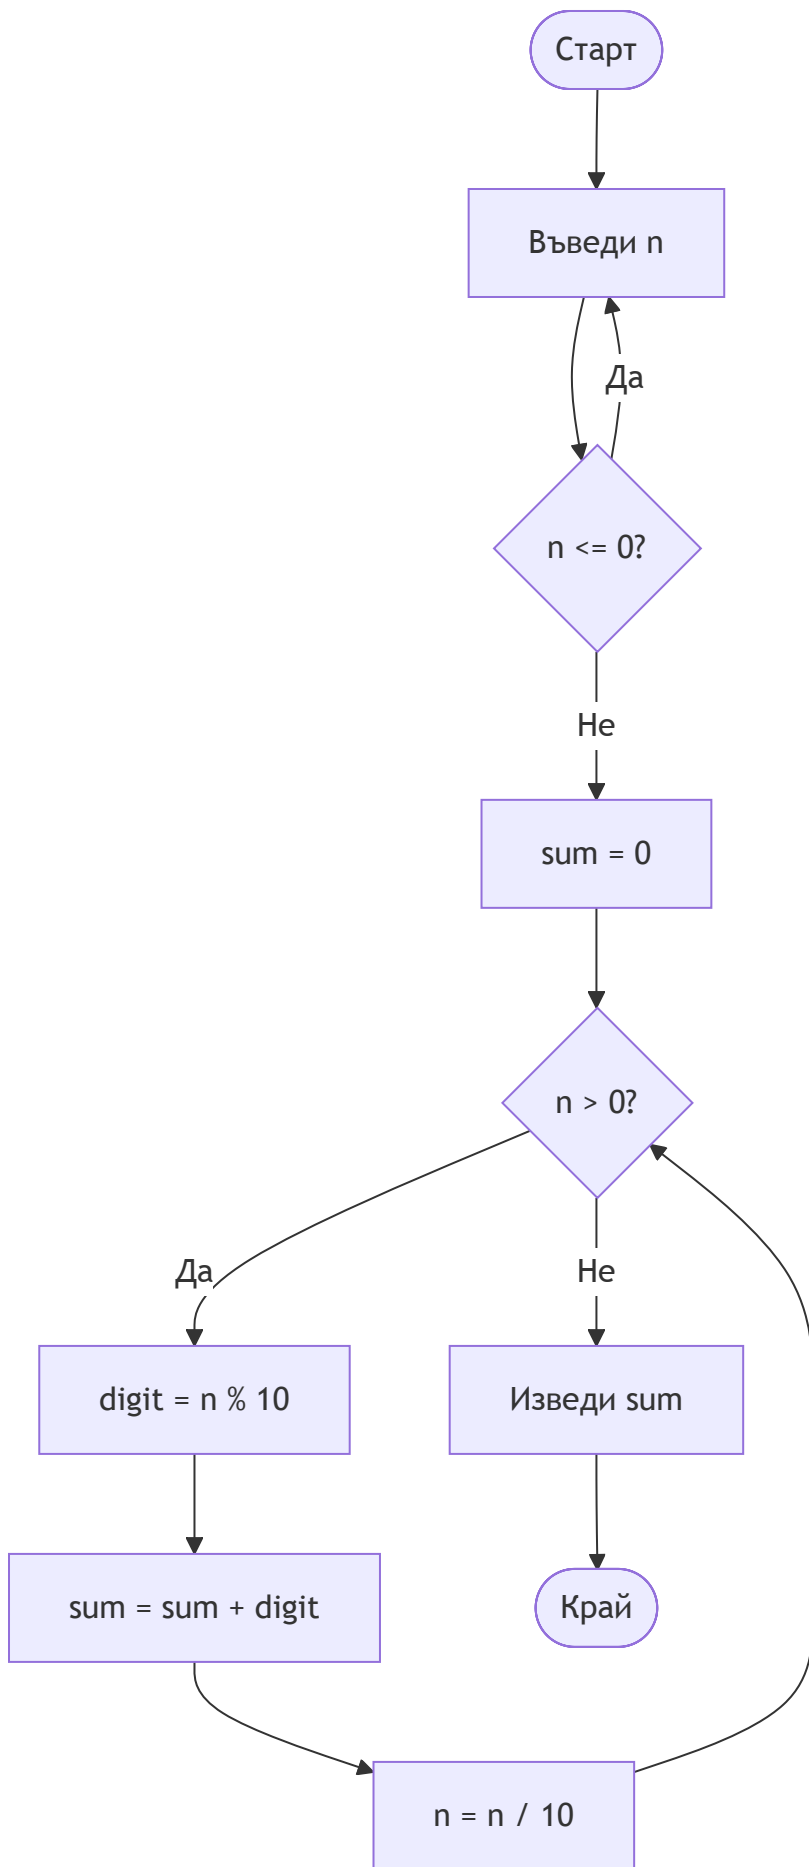 Старт
Въведи n
Да
n <= 0?
Не
sum = 0
n > 0?
Да
Не
digit = n % 10
Изведи sum
sum = sum + digit
Край
n = n / 10